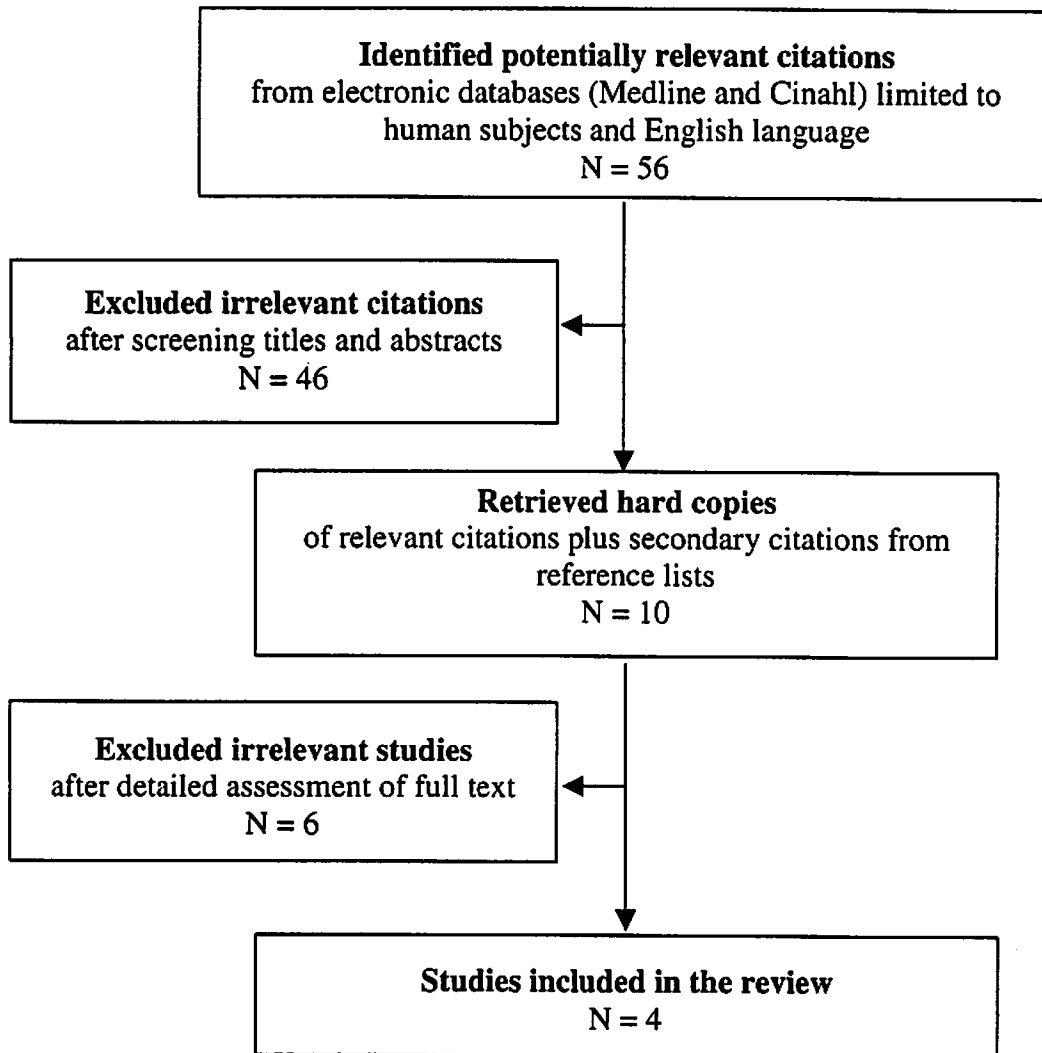 Identified potentially relevant citations
from electronic databases (Medline and Cinahl) limited to
human subjects and English language
N = 56
Excluded irrelevant citations
after screening titles and abstracts
N = 46
Retrieved hard copies
of relevant citations plus secondary citations from
reference lists
N = 10
Excluded irrelevant studies
after detailed assessment of full text
N = 6
Studies included in the review
N = 4